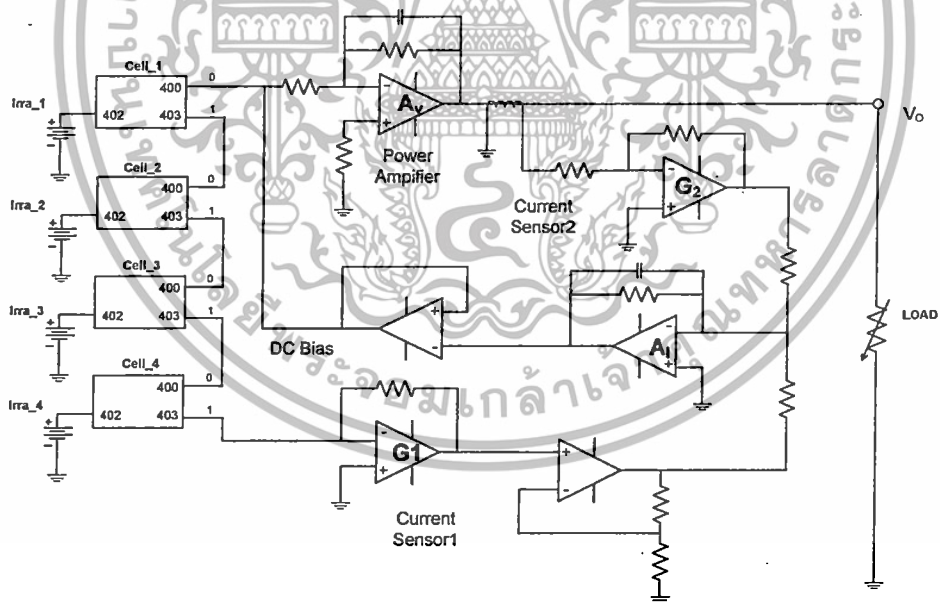 Cell_1
400
0
Irra_1
402
403
1
A_v
V_O
Power
Ampifier
Cell_2
400
0
Irra_2
402
403
1
G_2
Current
Sensor2
Cell_3
400
0
Irra_3
402
403
1
DC Bias
A_I
LOAD
Cell_4
400
0
Irra_4
402
403
1
G1
Current
Sensor1